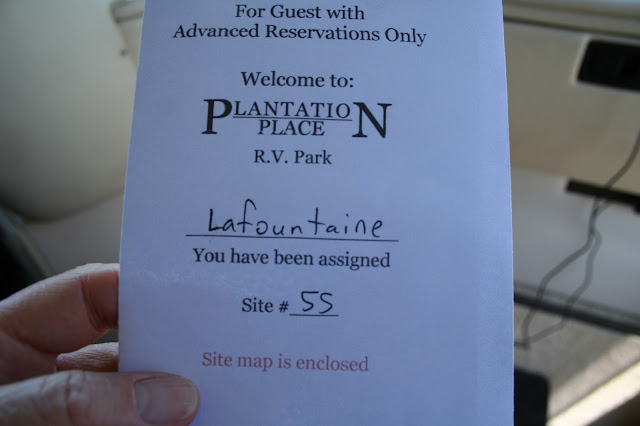 For Guest with
Advanced Reservations Only
Welcome to:
PLANTATION
PLACE
R.V. Park
Lafountaine
You have been assigned
Site # 55
Site map is enclosed